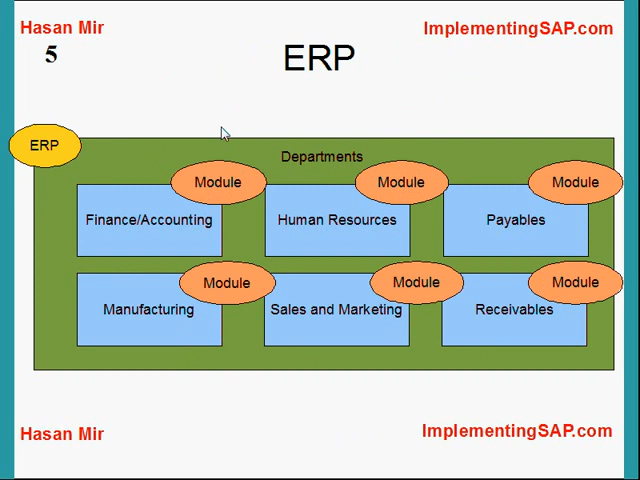 Hasan Mir
ImplementingSAP.com
5
ERP
ERP
Departments
Module
Module
Module
Finance/Accounting
Human Resources
Payables
Module
Module
Module
Manufacturing
Sales and Marketing
Receivables
Hasan Mir
ImplementingSAP.com